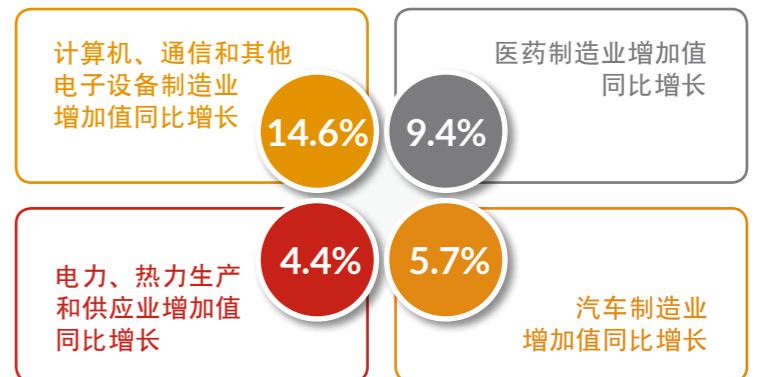 计算机、通信和其他
电子设备制造业
增加值同比增长
14.6%
医药制造业增加值
同比增长
9.4%
电力、热力生产
和供应业增加值
同比增长
4.4%
汽车制造业
增加值同比增长
5.7%